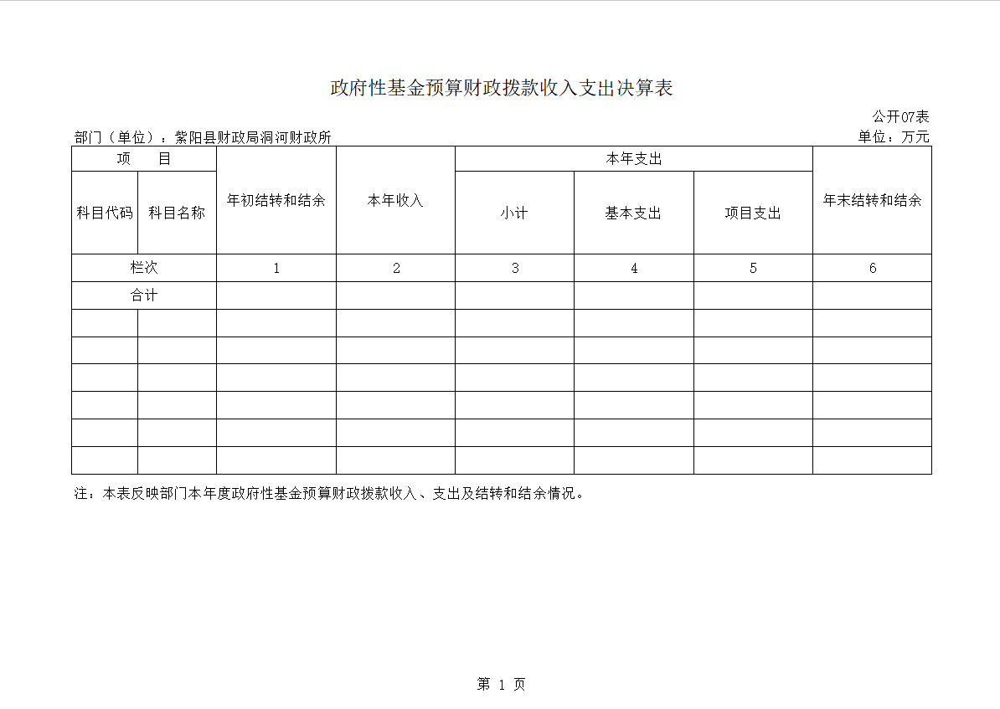 政府性基金预算财政拨款收入支出决算表
公开07表
部门（单位）：紫阳县财政局洞河财政所 单位：万元
项 目 年初结转和结余 本年收入 本年支出 年末结转和结余
科目代码 科目名称 小计 基本支出 项目支出
栏次 1 2 3 4 5 6
合计
注：本表反映部门本年度政府性基金预算财政拨款收入、支出及结转和结余情况。
第 1 页